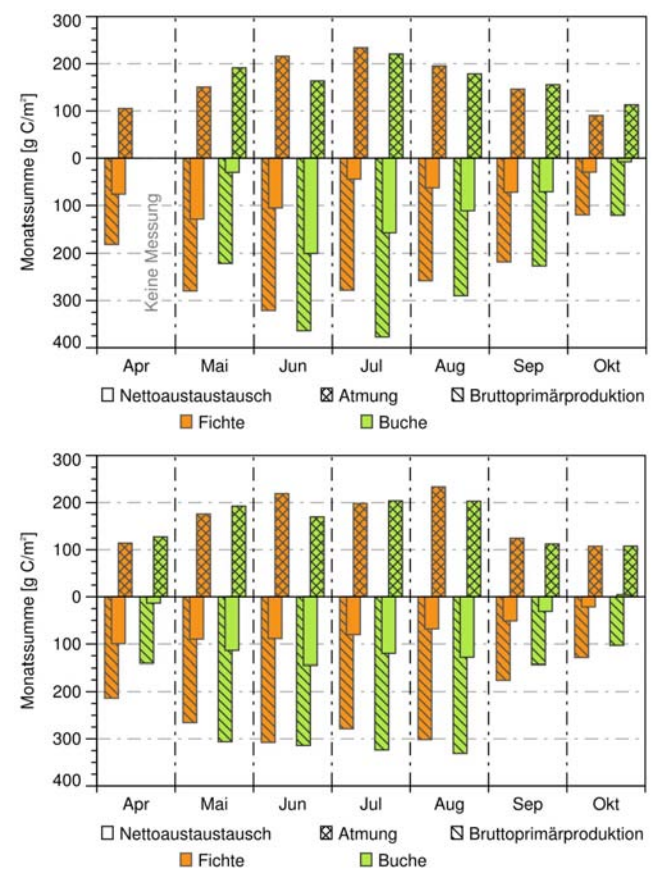 Monatssumme [g C/m²]
300
200
100
0
100
200
300
400
Keine Messung
Apr Mai Jun Jul Aug Sep Okt
Nettoaustaustausch Atmung Bruttoprimärproduktion
Fichte Buche
Monatssumme [g C/m²]
300
200
100
0
100
200
300
400
Apr Mai Jun Jul Aug Sep Okt
Nettoaustaustausch Atmung Bruttoprimärproduktion
Fichte Buche